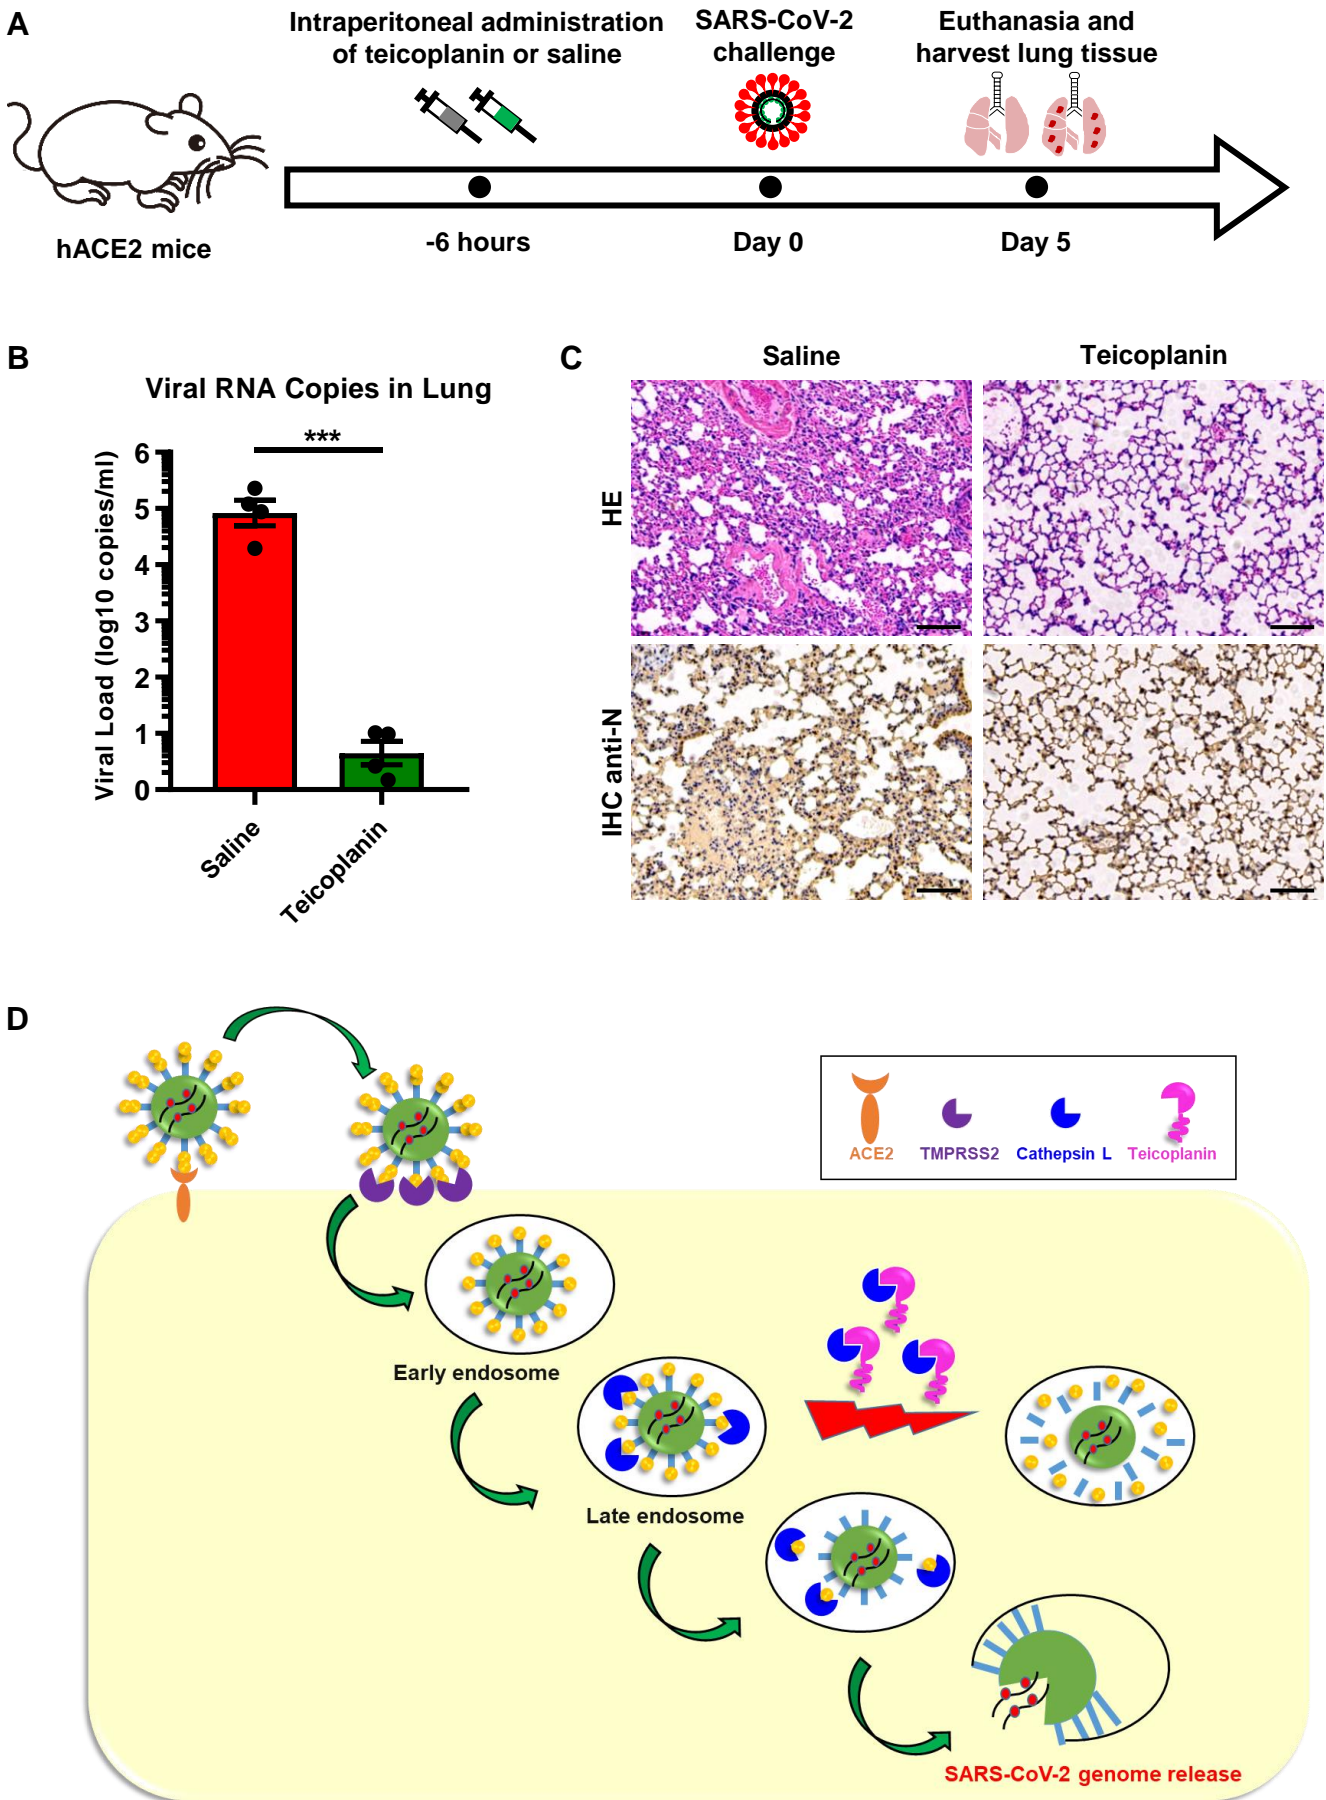 A
Intraperitoneal administration
of teicoplanin or saline
SARS-CoV-2
challenge
Euthanasia and
harvest lung tissue
hACE2 mice
-6 hours
Day 0
Day 5
B
Viral RNA Copies in Lung
***
Viral Load (log10 copies/ml)
6
5
4
3
2
1
0
Saline
Teicoplanin
C
Saline
Teicoplanin
HE
IHC anti-N
D
ACE2
TMPRSS2
Cathepsin L
Teicoplanin
Early endosome
Late endosome
SARS-CoV-2 genome release